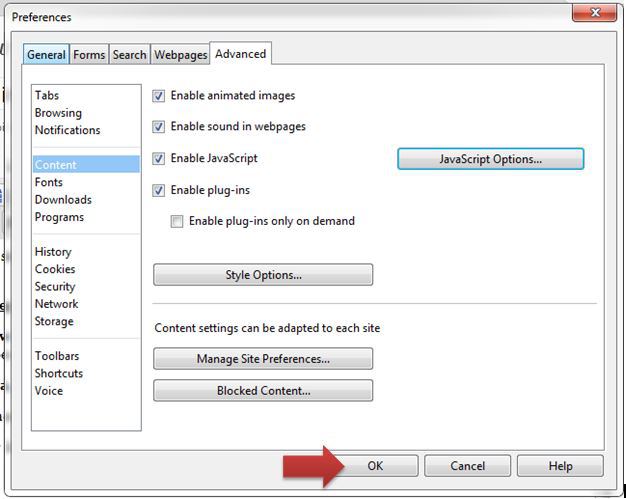 Preferences
General Forms Search Webpages Advanced
Tabs
Browsing
Notifications
Content
Fonts
Downloads
Programs
History
Cookies
Security
Network
Storage
Toolbars
Shortcuts
Voice
Enable animated images
Enable sound in webpages
Enable JavaScript
JavaScript Options...
Enable plug-ins
Enable plug-ins only on demand
Style Options...
Content settings can be adapted to each site
Manage Site Preferences...
Blocked Content...
OK Cancel Help